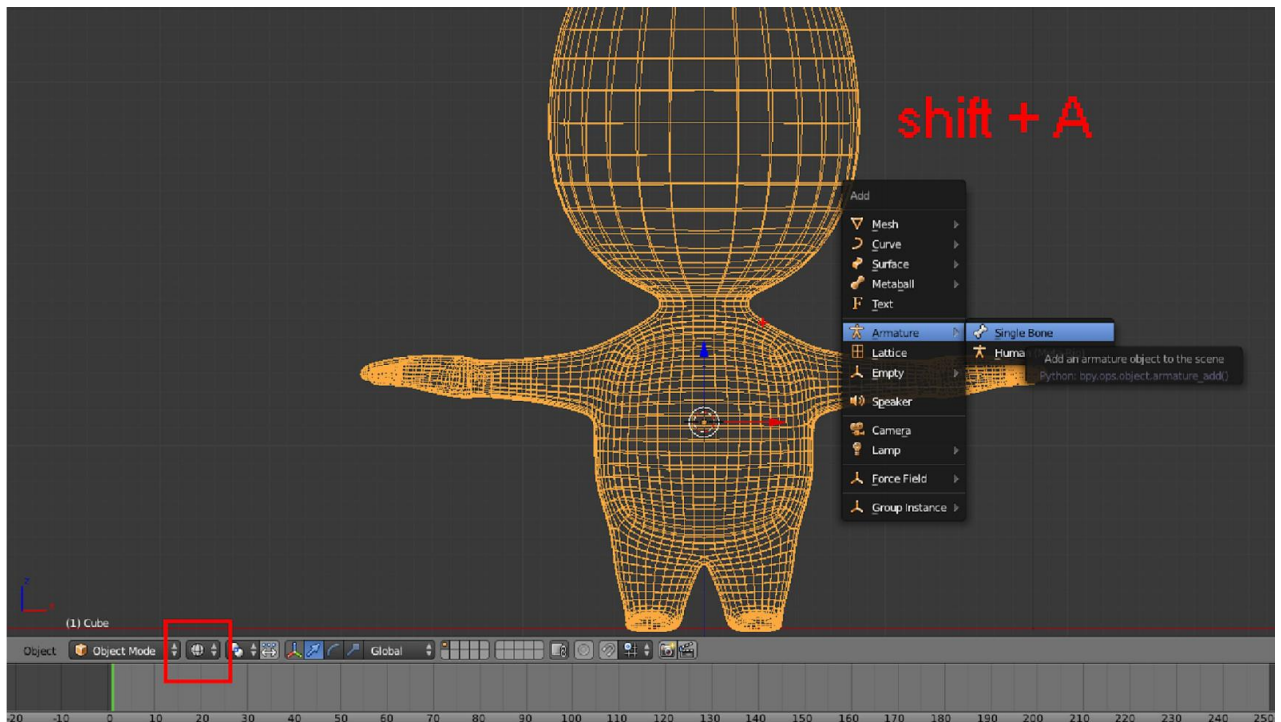 shift + A
Add
Mesh
Curve
Surface
Metaball
Text
Armature
Single Bone
Lattice
Add an armature object to the scene
Empty
Python: bpy.ops.object.armature_add()
Speaker
Camera
Lamp
Force Field
Group Instance
z
x
(1) Cube
Object Object Mode Global
-20 -10 0 10 20 30 40 50 60 70 80 90 100 110 120 130 140 150 160 170 180 190 200 210 220 230 240 250